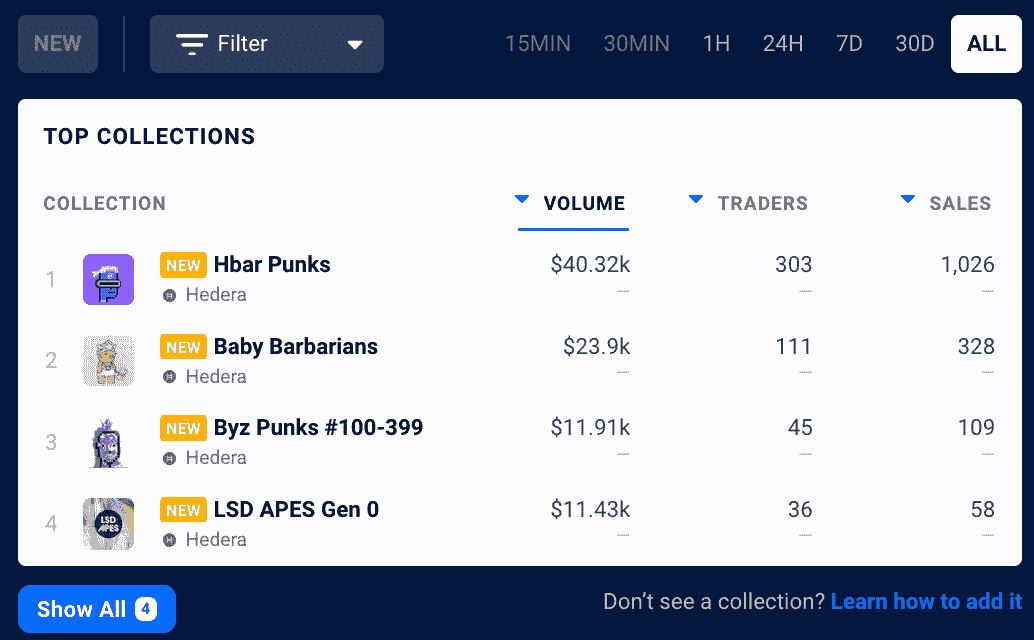 NEW Filter 15MIN 30MIN 1H 24H 7D 30D ALL
TOP COLLECTIONS
COLLECTION VOLUME TRADERS SALES
1 NEW Hbar Punks $40.32k 303 1,026
Hedera — — —
2 NEW Baby Barbarians $23.9k 111 328
Hedera — — —
3 NEW Byz Punks #100-399 $11.91k 45 109
Hedera — — —
4 LSD APES NEW LSD APES Gen 0 $11.43k 36 58
Hedera — — —
Show All 4 Don’t see a collection? Learn how to add it